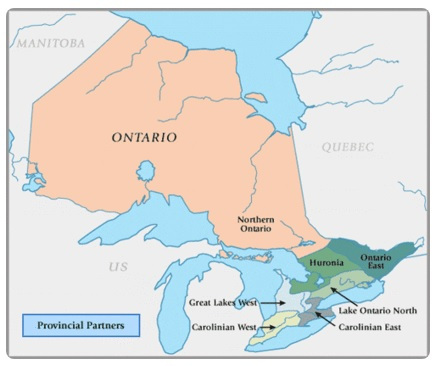 MANITOBA
ONTARIO
QUEBEC
Northern
Ontario
US
Huronia
Ontario
East
Great Lakes West
Lake Ontario North
Carolinian West
Carolinian East
Provincial Partners